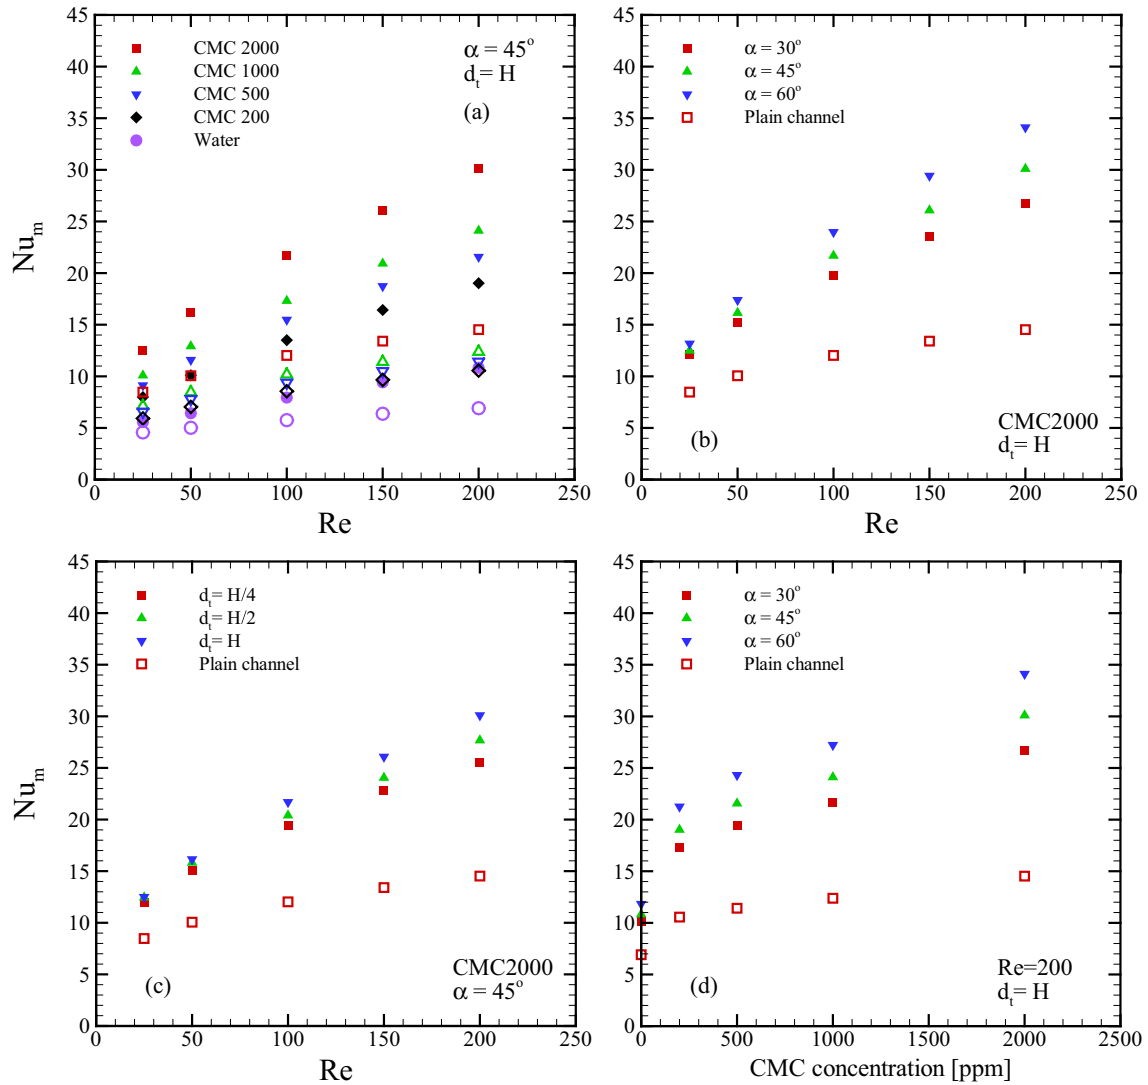 45
40
35
30
25
20
15
10
5
0
Nu_m
CMC 2000
CMC 1000
CMC 500
CMC 200
Water
α = 45°
d_t= H
(a)
0 50 100 150 200 250
Re
45
40
35
30
25
20
15
10
5
0
α = 30°
α = 45°
α = 60°
Plain channel
(b)
CMC2000
d_t= H
0 50 100 150 200 250
Re
45
40
35
30
25
20
15
10
5
0
Nu_m
d_t= H/4
d_t= H/2
d_t= H
Plain channel
(c)
CMC2000
α = 45°
0 50 100 150 200 250
Re
45
40
35
30
25
20
15
10
5
0
α = 30°
α = 45°
α = 60°
Plain channel
(d)
Re=200
d_t= H
0 500 1000 1500 2000 2500
CMC concentration [ppm]